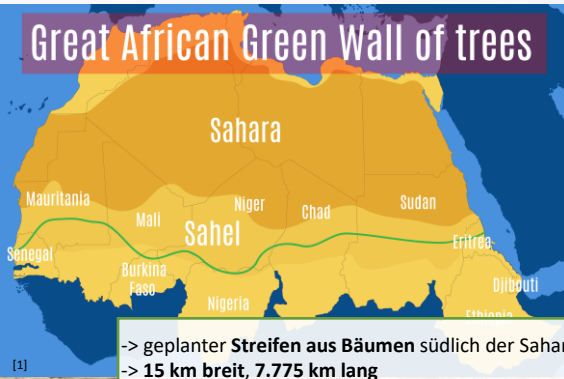 Great African Green Wall of trees
Sahara
Mauritania
Mali
Niger
Chad
Sudan
Sahel
Senegal
Eritrea
Burkina
Faso
Djibouti
Nigeria
Ethiopia
-> geplanter Streifen aus Bäumen südlich der Sahar
-> 15 km breit, 7.775 km lang
[1]